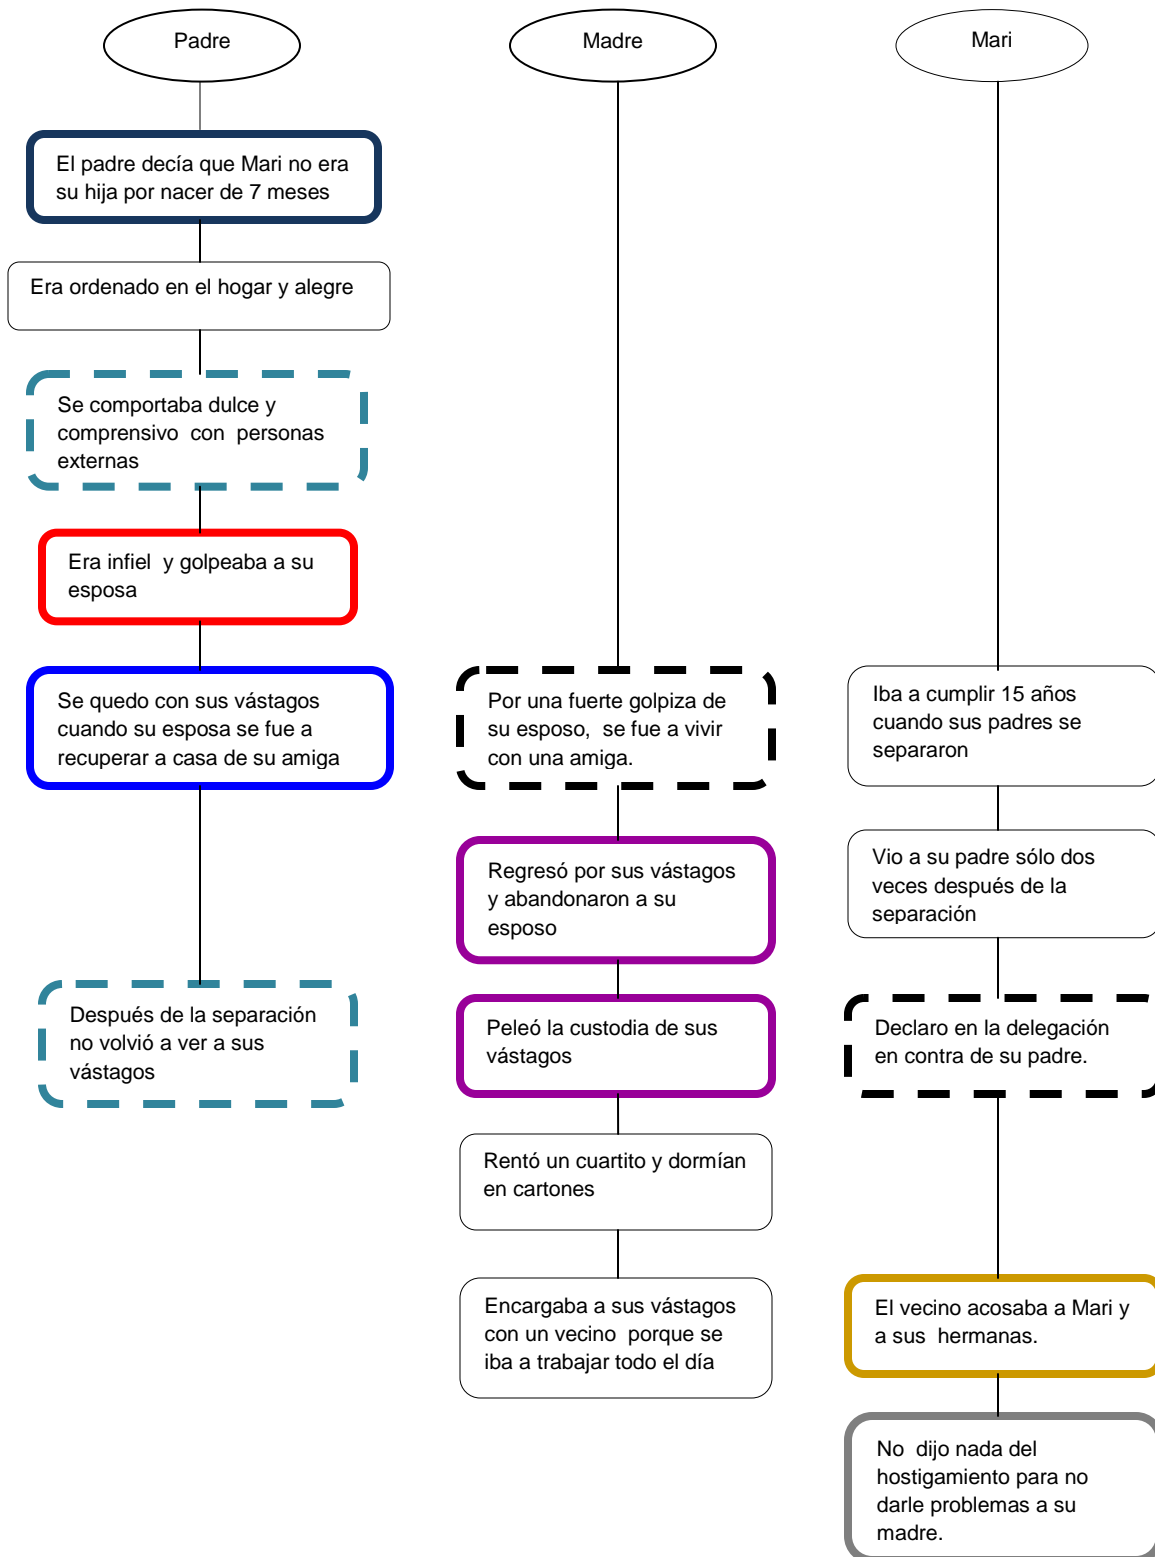 Padre
El padre decía que Mari no era
su hija por nacer de 7 meses
Era ordenado en el hogar y alegre
Se comportaba dulce y
comprensivo con personas
externas
Era infiel y golpeaba a su
esposa
Se quedo con sus vástagos
cuando su esposa se fue a
recuperar a casa de su amiga
Después de la separación
no volvió a ver a sus
vástagos
Madre
Por una fuerte golpiza de
su esposo, se fue a vivir
con una amiga.
Regresó por sus vástagos
y abandonaron a su
esposo
Peleó la custodia de sus
vástagos
Rentó un cuartito y dormían
en cartones
Encargaba a sus vástagos
con un vecino porque se
iba a trabajar todo el día
Mari
Iba a cumplir 15 años
cuando sus padres se
separaron
Vio a su padre sólo dos
veces después de la
separación
Declaro en la delegación
en contra de su padre.
El vecino acosaba a Mari y
a sus hermanas.
No dijo nada del
hostigamiento para no
darle problemas a su
madre.